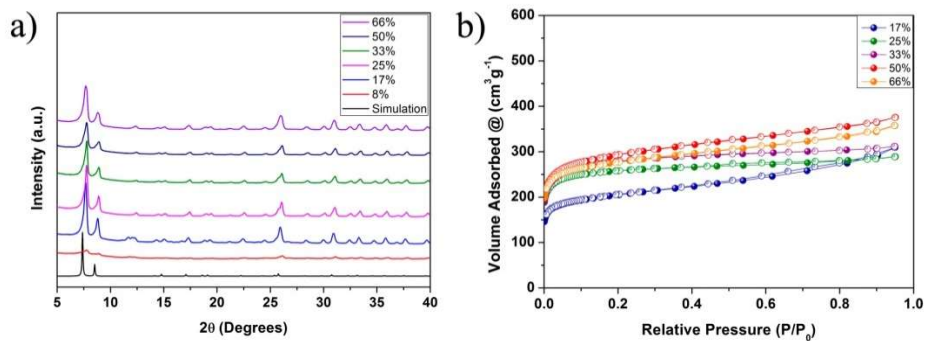 a)
66%
50%
33%
25%
17%
8%
Simulation
Intensity (a.u.)
5 10 15 20 25 30 35 40
2θ (Degrees)
b)
17%
25%
33%
50%
66%
600
500
400
300
200
100
0
Volume Adsorbed @ (cm³g⁻¹)
0.0 0.2 0.4 0.6 0.8 1.0
Relative Pressure (P/P₀)